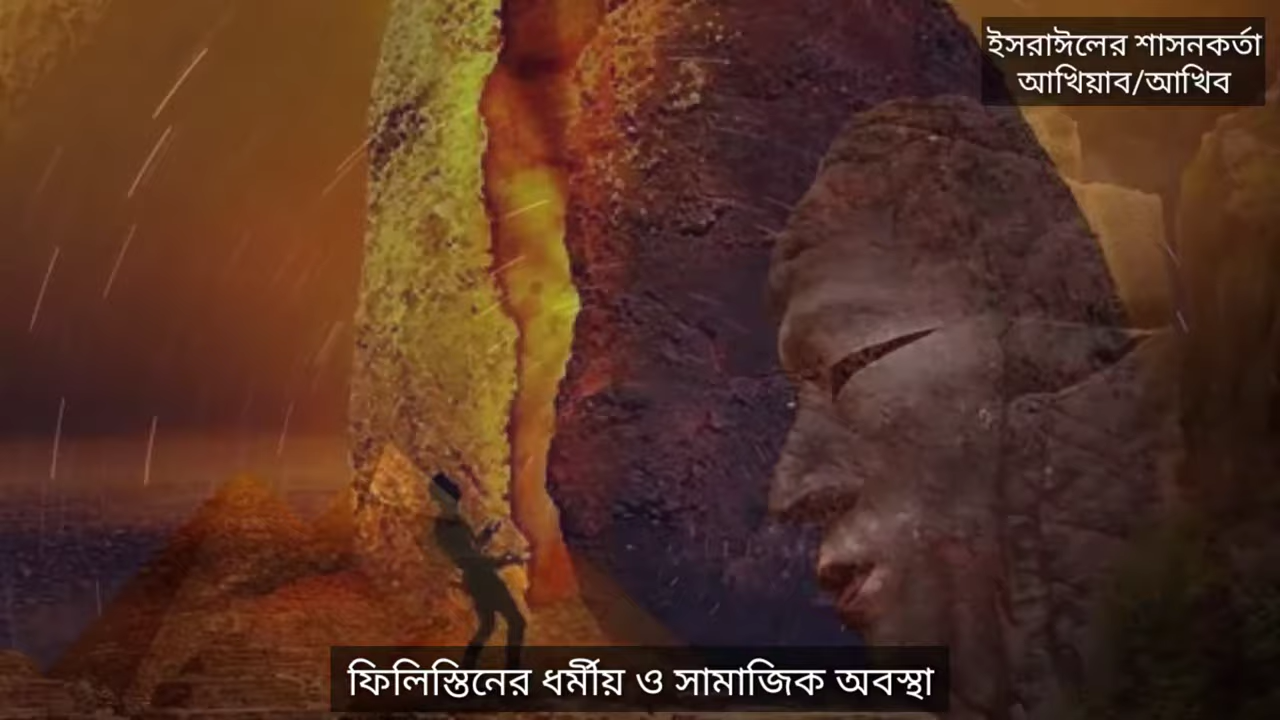 ইসরাঈলের শাসনকর্তা
আখিয়াব/আখিব
ফিলিস্তিনের ধর্মীয় ও সামাজিক অবস্থা